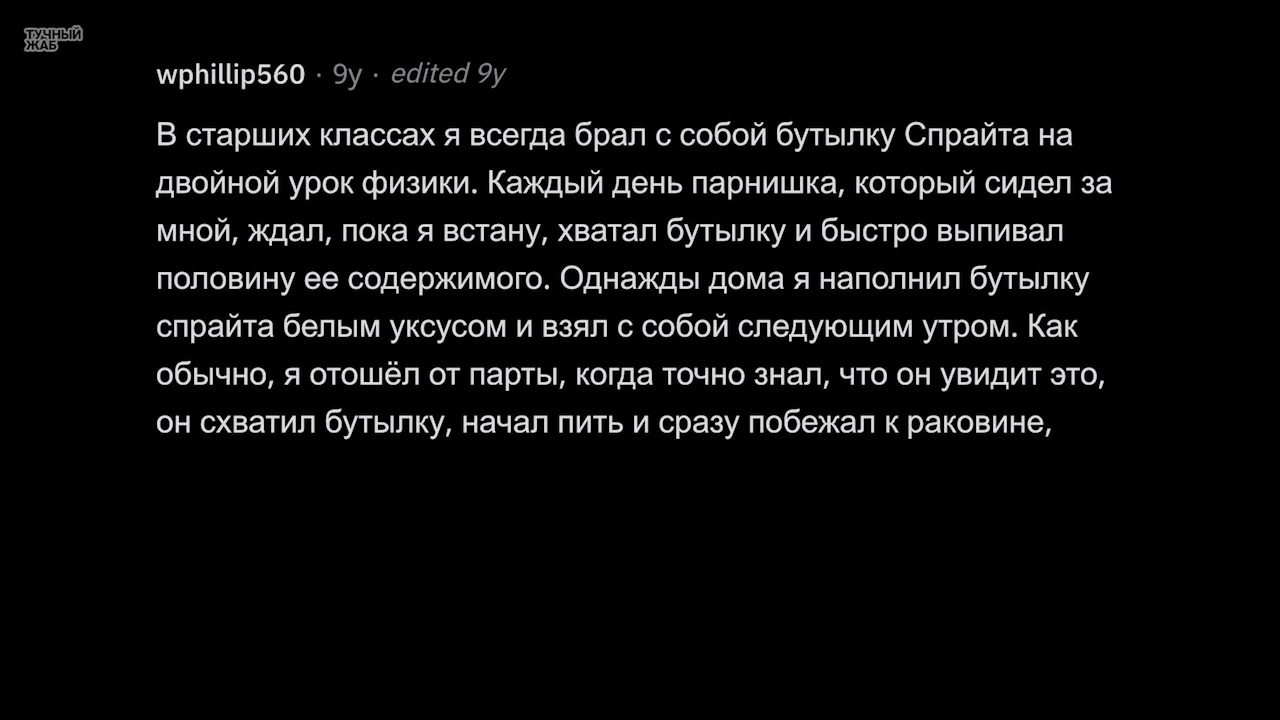 ТУЧНЫЙ
ЖАБ
wphillip560 · 9y · edited 9y
В старших классах я всегда брал с собой бутылку Спрайта на
двойной урок физики. Каждый день парнишка, который сидел за
мной, ждал, пока я встану, хватал бутылку и быстро выпивал
половину ее содержимого. Однажды дома я наполнил бутылку
спрайта белым уксусом и взял с собой следующим утром. Как
обычно, я отошёл от парты, когда точно знал, что он увидит это,
он схватил бутылку, начал пить и сразу побежал к раковине,